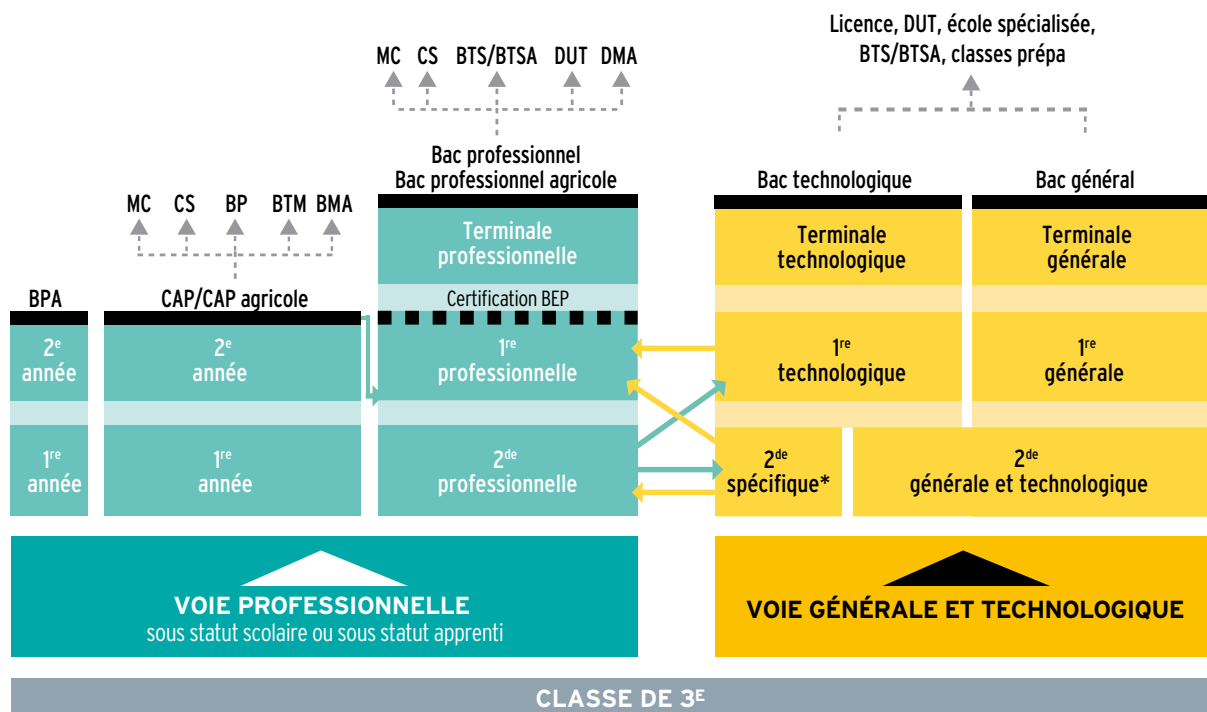 Licence, DUT, école spécialisée,
BTS/BTSA, classes prépa
MC CS BTS/BTSA DUT DMA
Bac professionnel
Bac professionnel agricole
Bac technologique
Bac général
MC CS BP BTM BMA
Terminale
professionnelle
Terminale
technologique
Terminale
générale
BPA
CAP/CAP agricole
Certification BEP
2e
année
2e
année
1re
professionnelle
1re
technologique
1re
générale
1re
année
1re
année
2de
professionnelle
2de
spécifique*
2de
générale et technologique
VOIE PROFESSIONNELLE
sous statut scolaire ou sous statut apprenti
VOIE GÉNÉRALE ET TECHNOLOGIQUE
CLASSE DE 3E